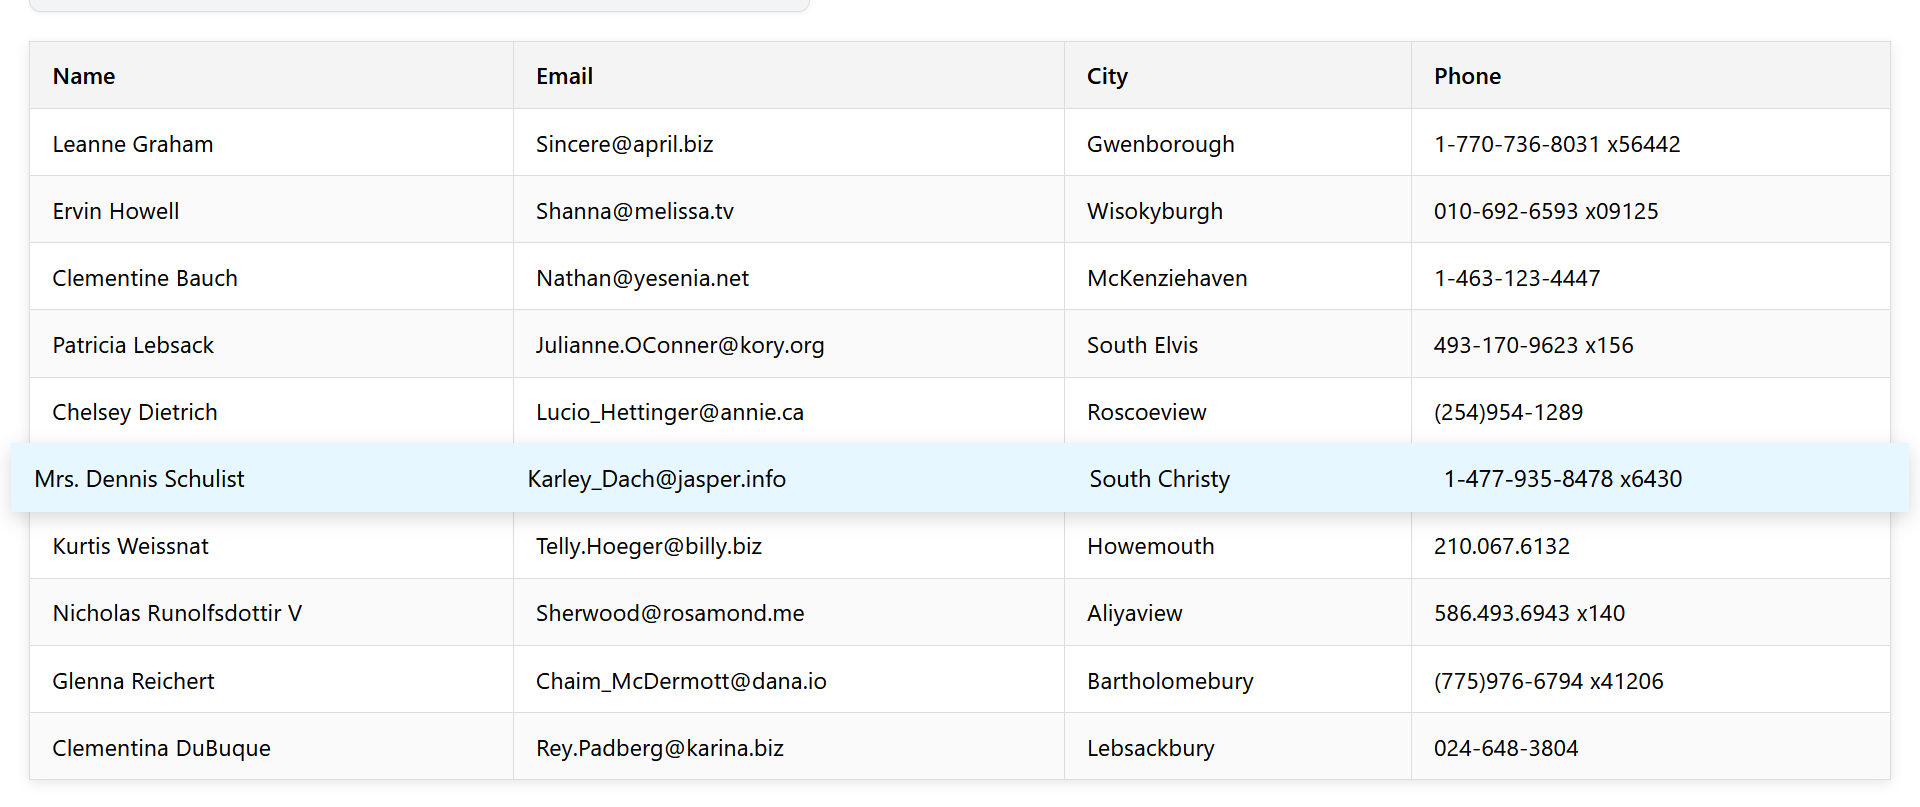 Name Email City Phone
Leanne Graham Sincere@april.biz Gwenborough 1-770-736-8031 x56442
Ervin Howell Shanna@melissa.tv Wisokyburgh 010-692-6593 x09125
Clementine Bauch Nathan@yesenia.net McKenziehaven 1-463-123-4447
Patricia Lebsack Julianne.OConner@kory.org South Elvis 493-170-9623 x156
Chelsey Dietrich Lucio_Hettinger@annie.ca Roscoeview (254)954-1289
Mrs. Dennis Schulist Karley_Dach@jasper.info South Christy 1-477-935-8478 x6430
Kurtis Weissnat Telly.Hoeger@billy.biz Howemouth 210.067.6132
Nicholas Runolfsdottir V Sherwood@rosamond.me Aliyaview 586.493.6943 x140
Glenna Reichert Chaim_McDermott@dana.io Bartholomebury (775)976-6794 x41206
Clementina DuBuque Rey.Padberg@karina.biz Lebsackbury 024-648-3804